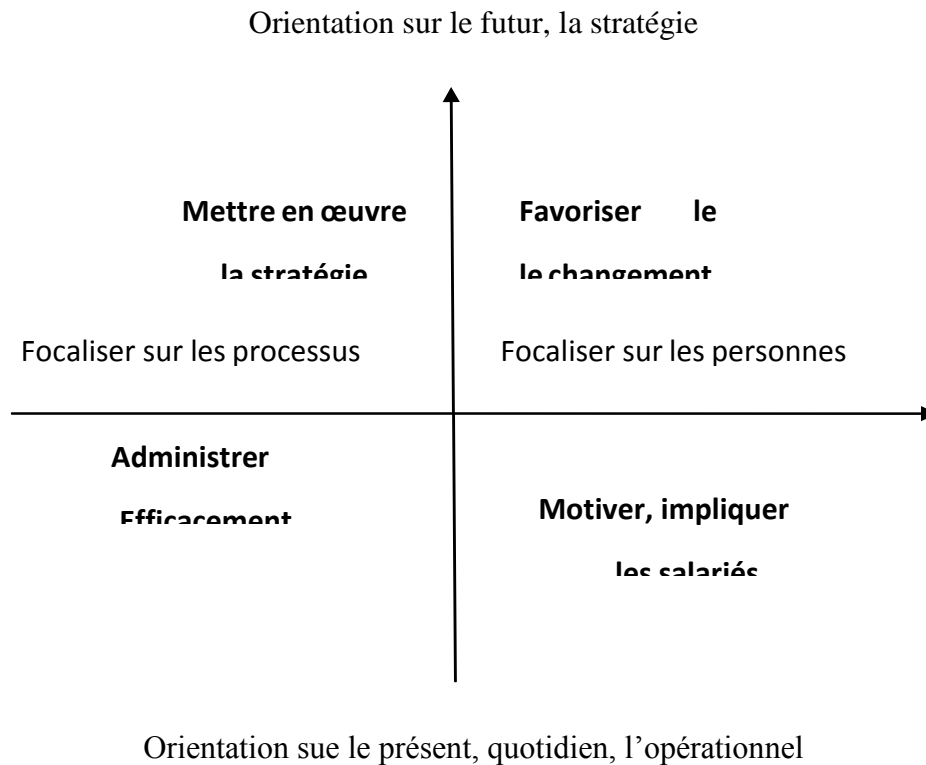 Orientation sur le futur, la stratégie
Mettre en œuvre
la stratégie
Favoriser le
le changement
Focaliser sur les processus
Focaliser sur les personnes
Administrer
Efficacement
Motiver, impliquer
les salariés
Orientation sue le présent, quotidien, l’opérationnel